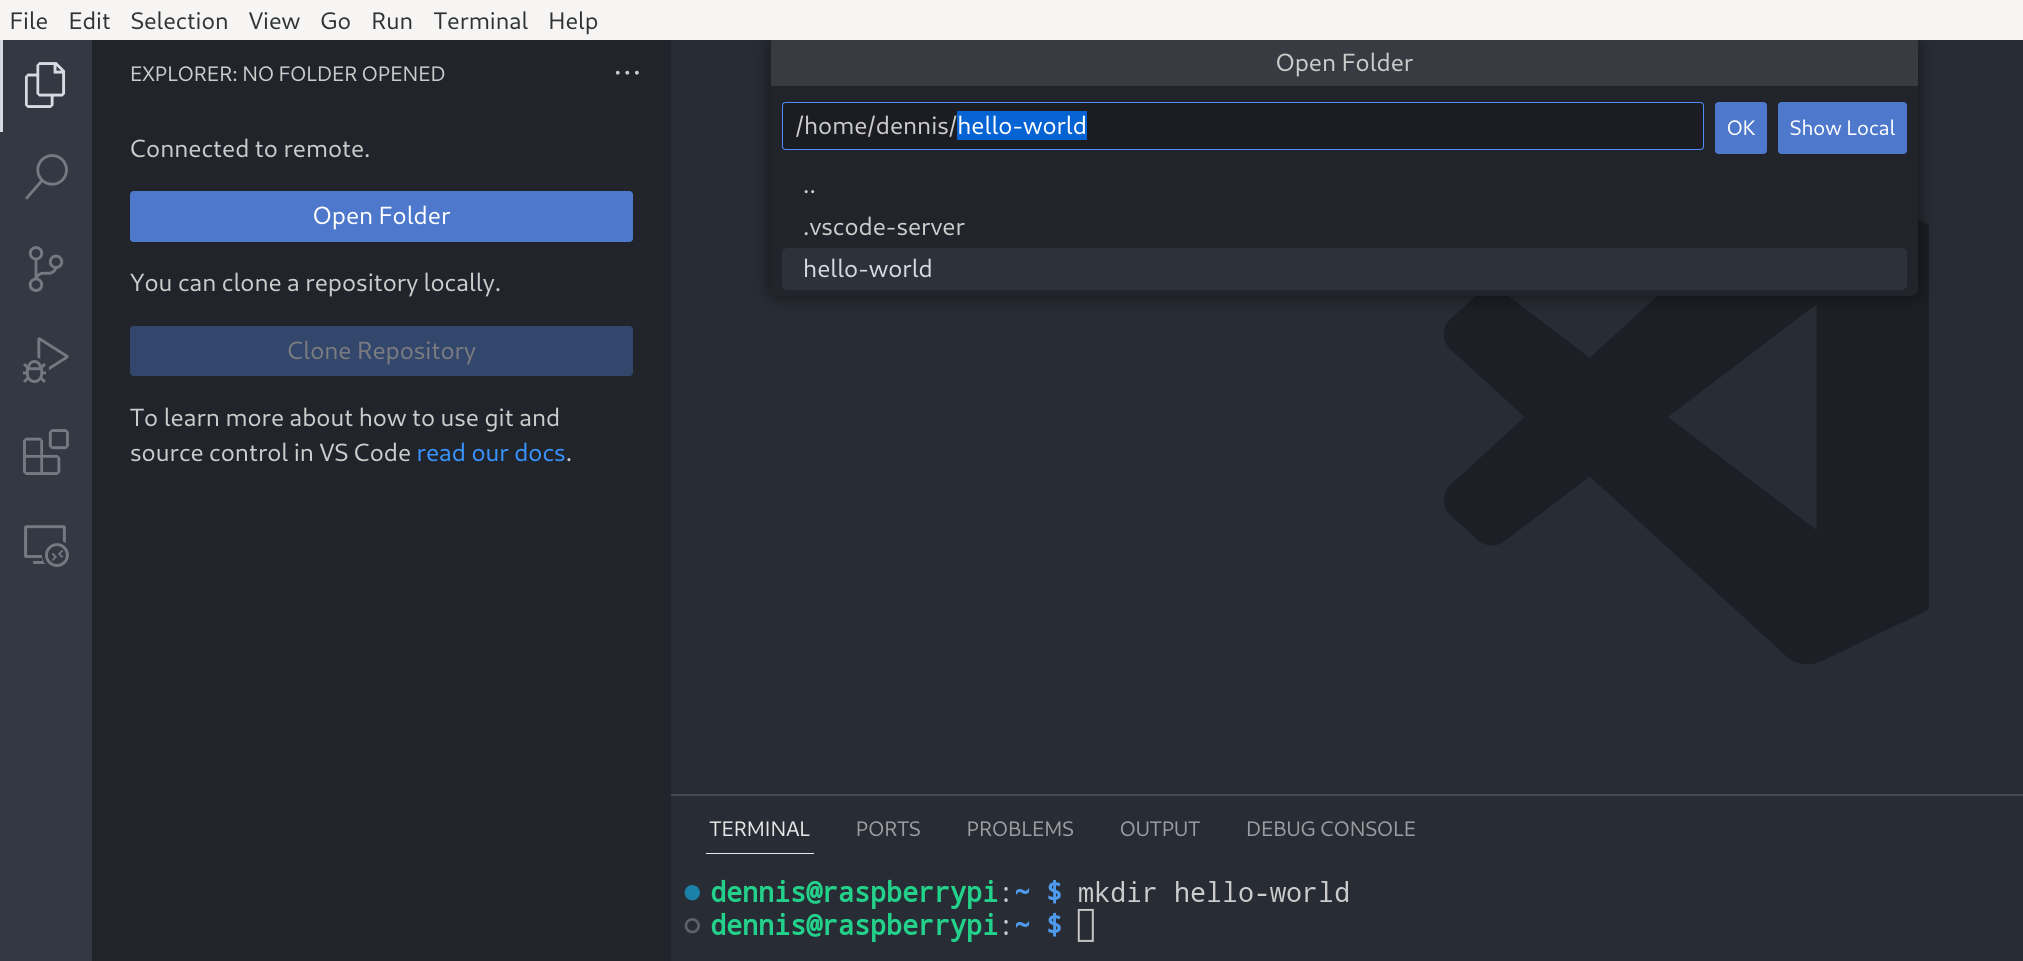 File Edit Selection View Go Run Terminal Help
EXPLORER: NO FOLDER OPENED
Connected to remote.
Open Folder
You can clone a repository locally.
Clone Repository
To learn more about how to use git and
source control in VS Code read our docs.
Open Folder
/home/dennis/hello-world
OK
Show Local
..
.vscode-server
hello-world
TERMINAL PORTS PROBLEMS OUTPUT DEBUG CONSOLE
dennis@raspberrypi:~ $ mkdir hello-world
dennis@raspberrypi:~ $